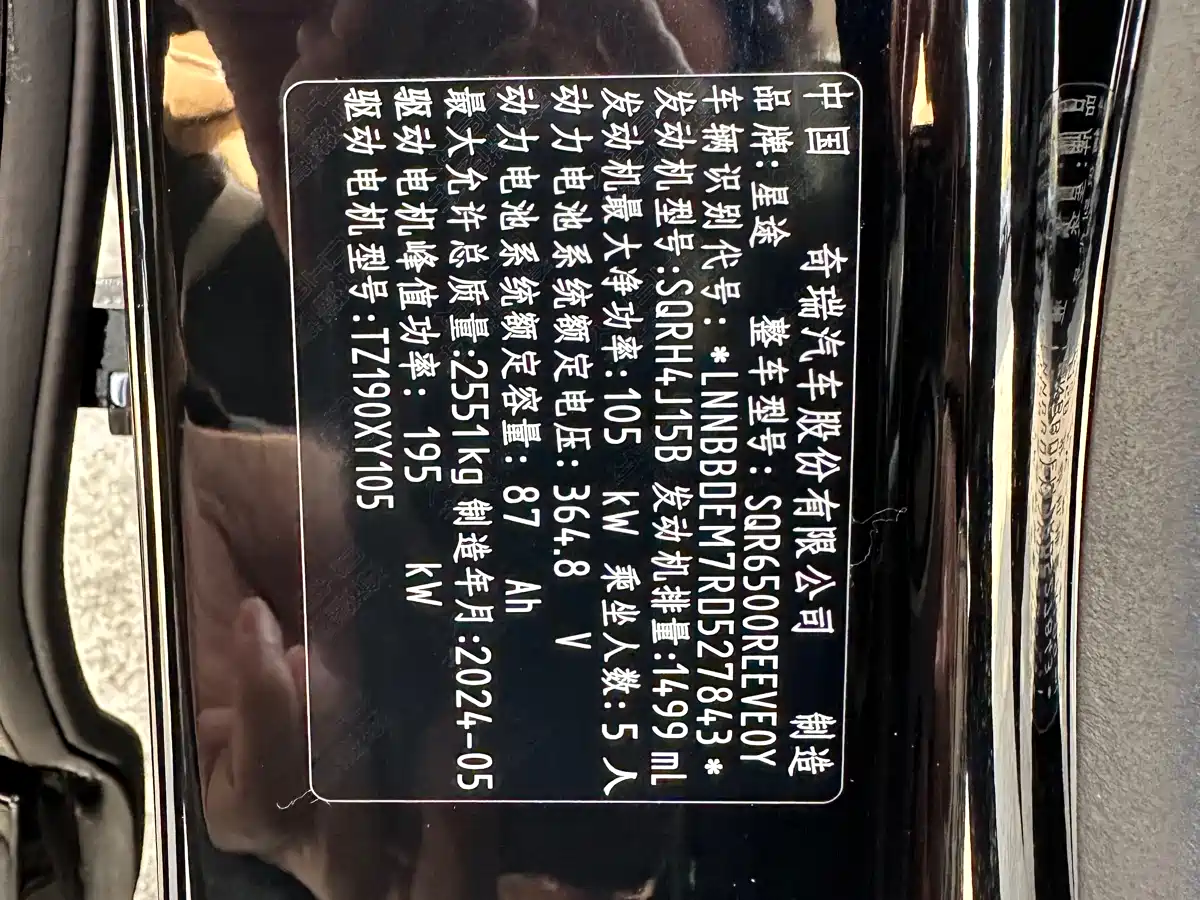 中国 奇瑞汽车股份有限公司 制造
品牌:星途 整车型号:SQR6500REEVE0Y
车辆识别代号:*LNNBBDEM7RD527843*
发动机型号:SQRH4J15B 发动机排量:1499mL
发动机最大净功率:105 kW 乘坐人数:5人
动力电池系统额定电压:364.8 V
动力电池系统额定容量:87 Ah
最大允许总质量:2551kg 制造年月:2024-05
驱动电机峰值功率:195 kW
驱动电机型号:TZ190XY105